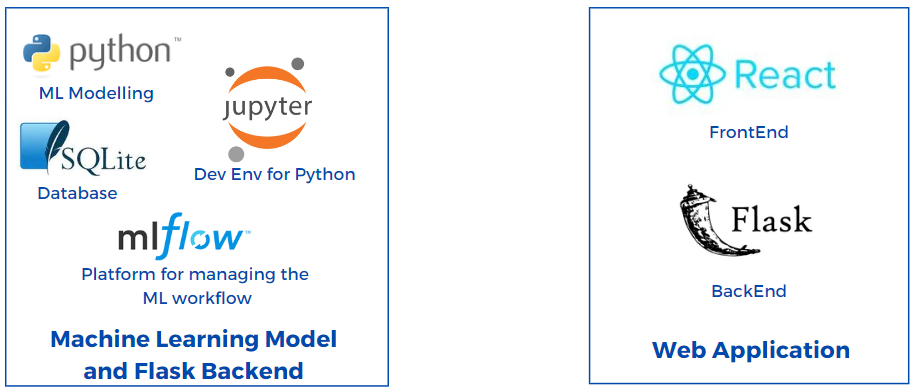 python™
ML Modelling
jupyter
Dev Env for Python
SQLite
Database
mlflow™
Platform for managing the
ML workflow
Machine Learning Model
and Flask Backend
React
FrontEnd
Flask
BackEnd
Web Application